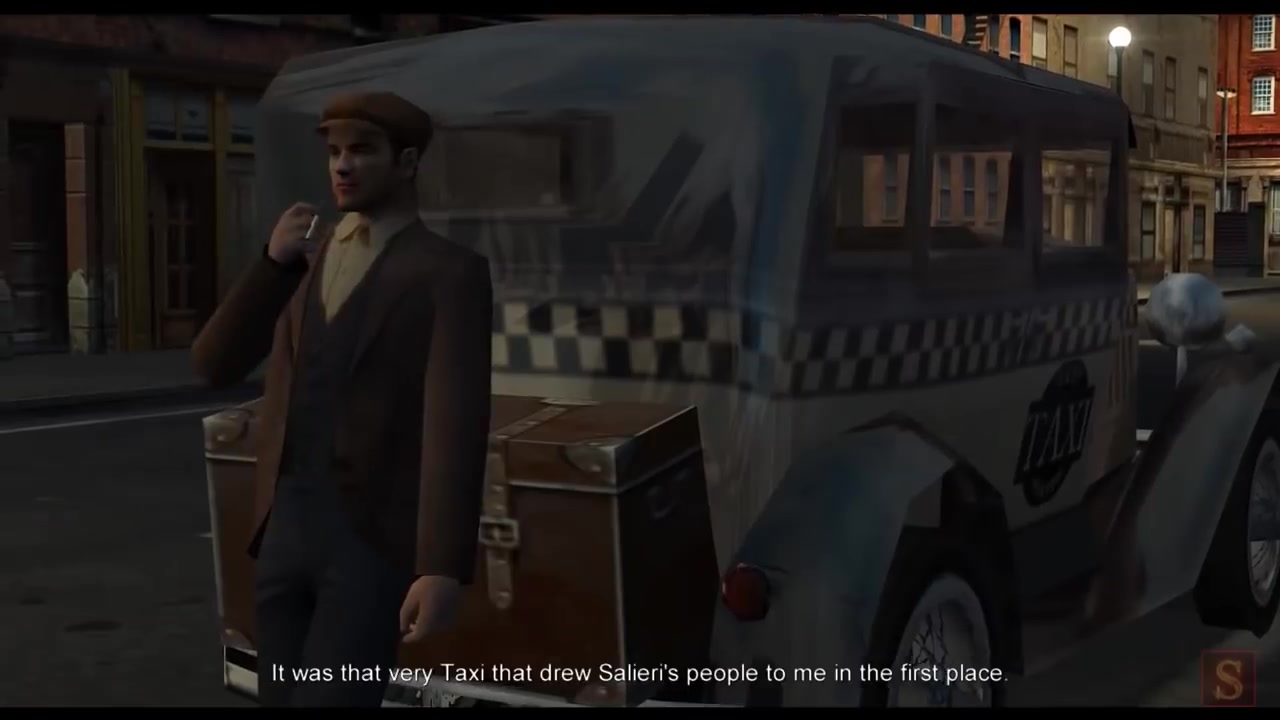 TAXI
It was that very Taxi that drew Salieri's people to me in the first place.
S